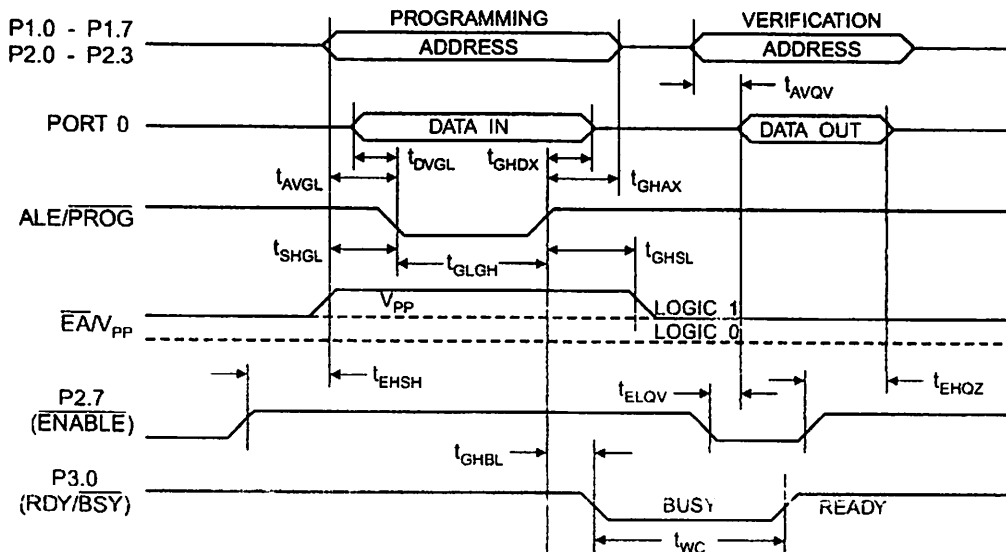 PROGRAMMING VERIFICATION
P1.0 - P1.7
P2.0 - P2.3
ADDRESS ADDRESS
tAVQV
PORT 0 DATA IN DATA OUT
tDVGL tGHDX
tAVGL tGHAX
ALE/PROG
tSHGL tGLGH tGHSL
VPP LOGIC 1
EA/VPP LOGIC 0
tEHSH tELQV tEHQZ
P2.7
(ENABLE)
tGHBL
P3.0
(RDY/BSY) BUSY READY
tWC